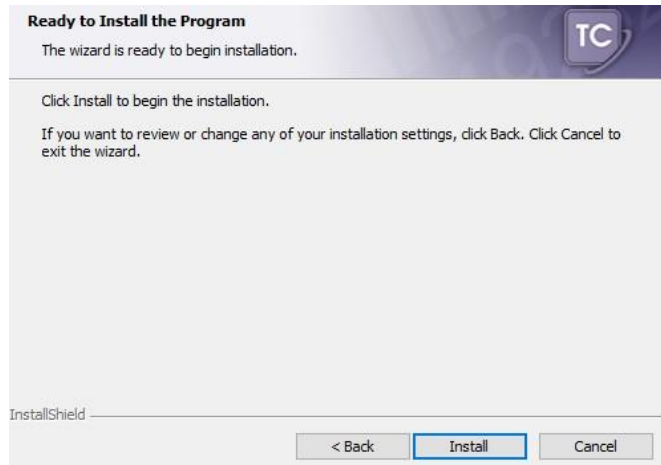 Ready to Install the Program
The wizard is ready to begin installation.
TC
Click Install to begin the installation.
If you want to review or change any of your installation settings, click Back. Click Cancel to
exit the wizard.
InstallShield
< Back Install Cancel